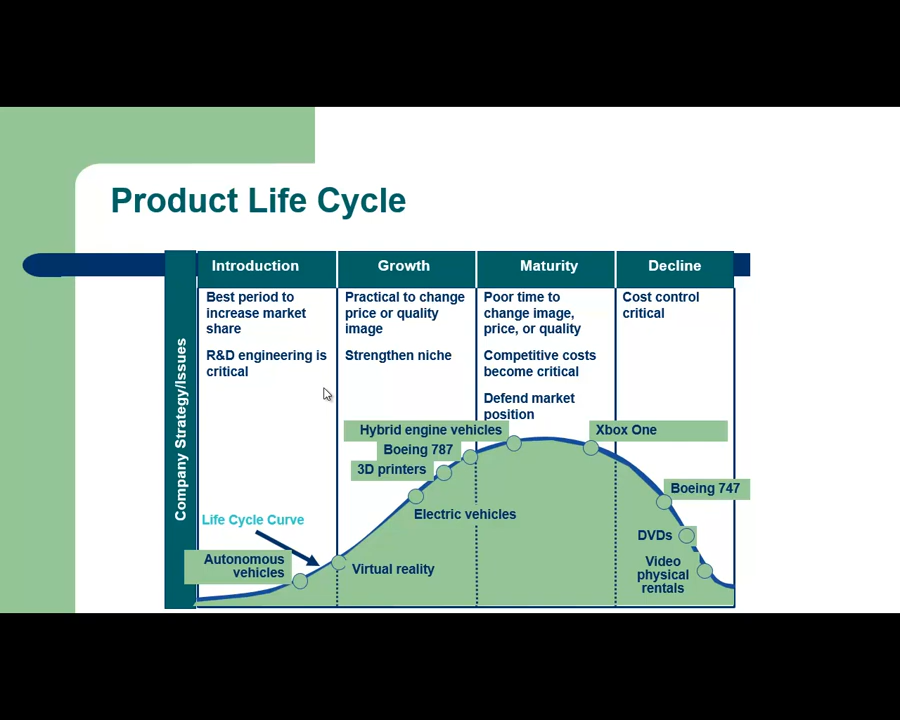 Product Life Cycle
Introduction
Growth
Maturity
Decline
Company Strategy/Issues
Best period to
increase market
share
R&D engineering is
critical
Practical to change
price or quality
image
Strengthen niche
Poor time to
change image,
price, or quality
Competitive costs
become critical
Defend market
position
Cost control
critical
Hybrid engine vehicles
Xbox One
Boeing 787
3D printers
Boeing 747
Electric vehicles
Life Cycle Curve
DVDs
Autonomous
vehicles
Virtual reality
Video
physical
rentals